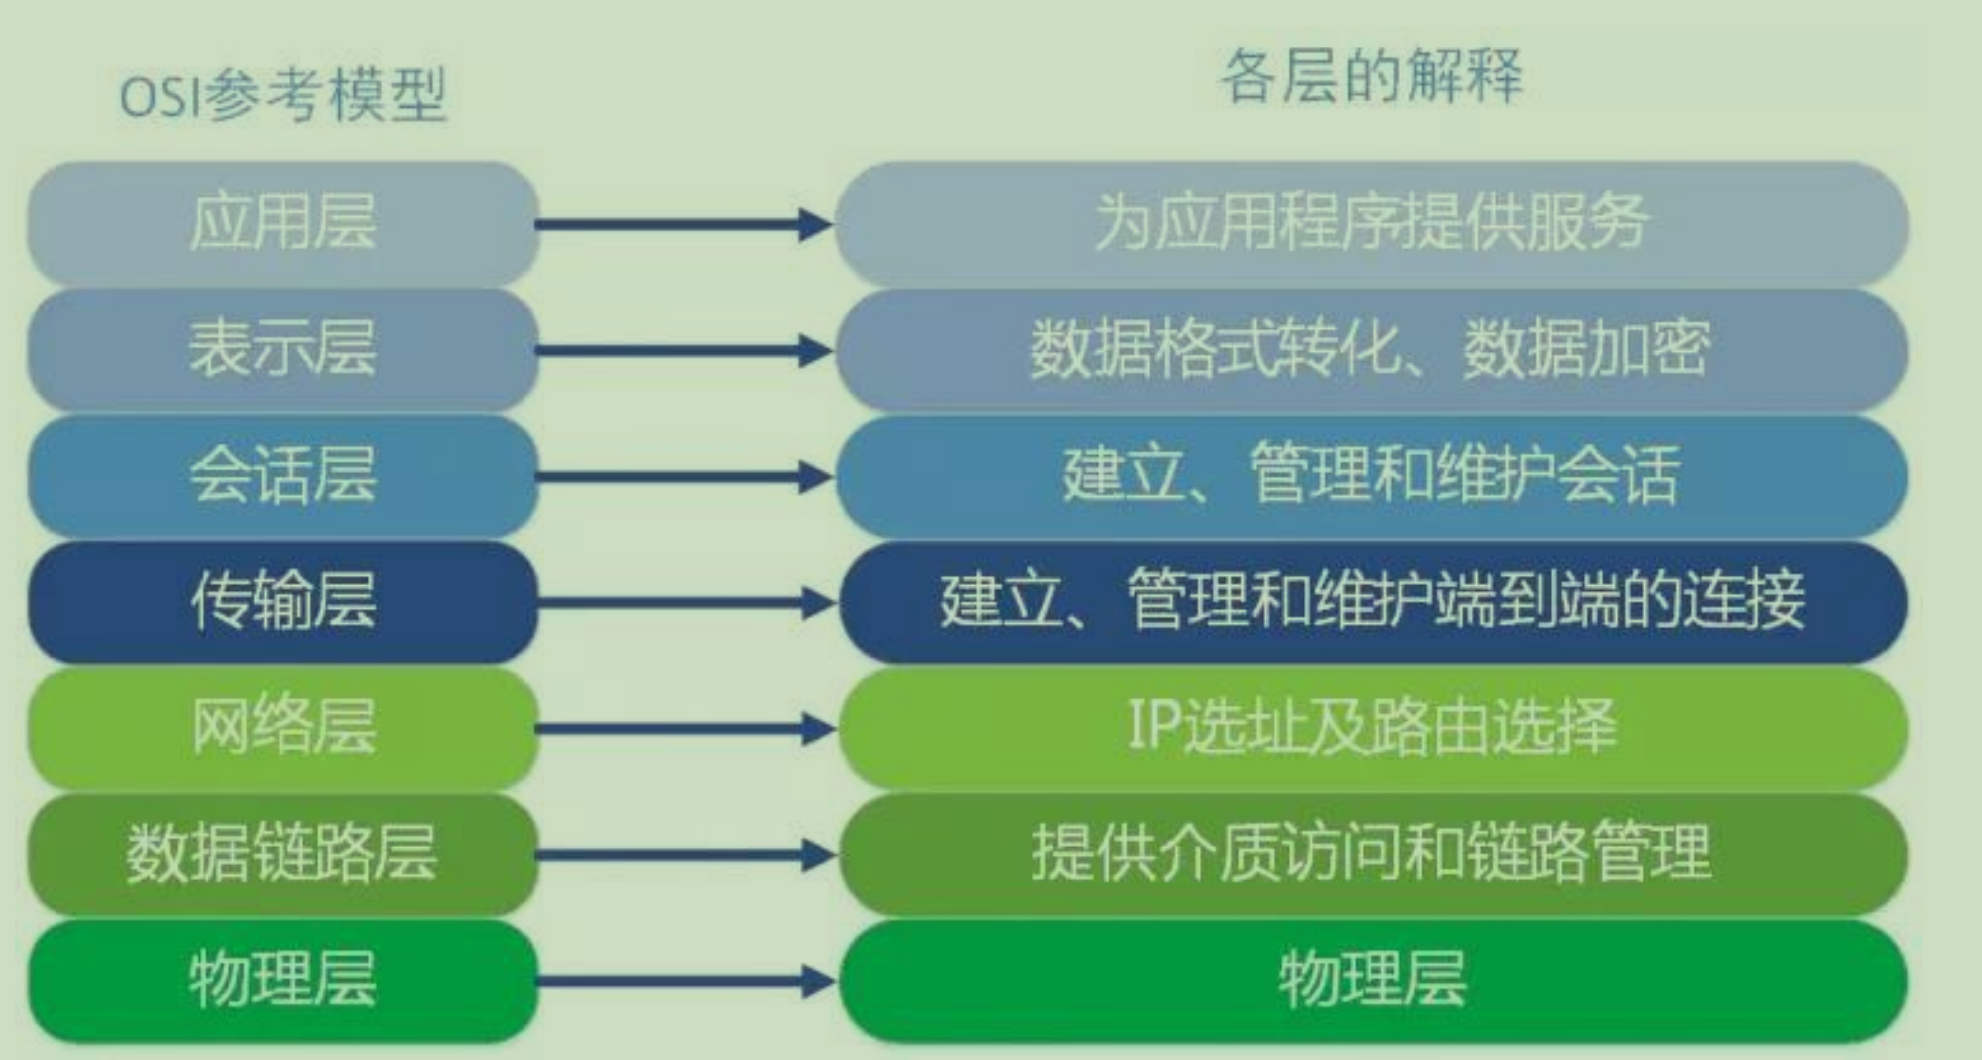 OSI参考模型
各层的解释
应用层
为应用程序提供服务
表示层
数据格式转化、数据加密
会话层
建立、管理和维护会话
传输层
建立、管理和维护端到端的连接
网络层
IP选址及路由选择
数据链路层
提供介质访问和链路管理
物理层
物理层